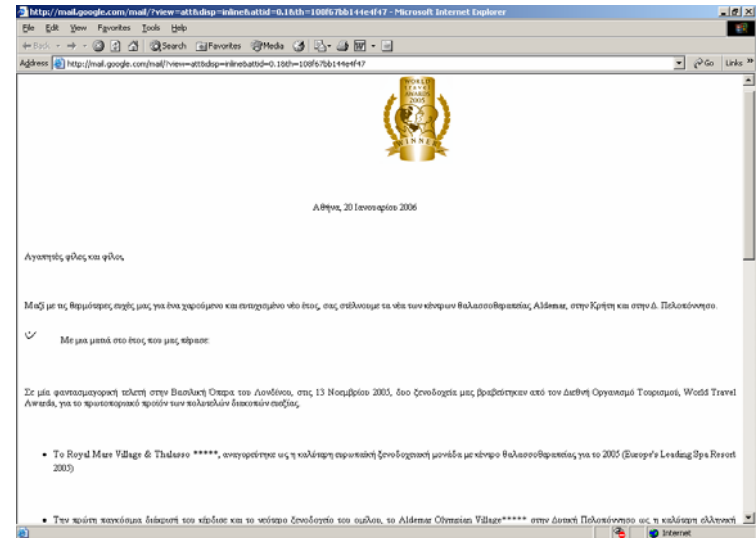 http://mail.google.com/mail/?view=att&disp=inline&attid=0.1&th=108f67bb144e4f47 - Microsoft Internet Explorer
File Edit View Favorites Tools Help
Back Search Favorites Media
Address http://mail.google.com/mail/?view=att&disp=inline&attid=0.1&th=108f67bb144e4f47 Go Links
WORLD
travel
AWARDS
2005
WINNER
Αθήνα, 20 Ιανουαρίου 2006
Αγαπητές φίλες και φίλοι,
Μαζί με τις θερμότερες ευχές μας για ένα χαρούμενο και ευτυχισμένο νέο έτος, σας στέλνουμε τα νέα των κέντρων θαλασσοθεραπείας Aldemar, στην Κρήτη και στην Δ. Πελοπόννησο.
Με μια ματιά στο έτος που μας πέρασε:
Σε μία φαντασμαγορική τελετή στην Βασιλική Όπερα του Λονδίνου, στις 13 Νοεμβρίου 2005, δυο ξενοδοχεία μας βραβεύτηκαν από τον Διεθνή Οργανισμό Τουρισμού, World Travel
Awards, για το πρωτοποριακό προϊόν των πολυτελών διακοπών ευεξίας.
• Το Royal Mare Village & Thalasso *****, αναγορεύτηκε ως η καλύτερη ευρωπαϊκή ξενοδοχειακή μονάδα με κέντρο θαλασσοθεραπείας για το 2005 (Europe's Leading Spa Resort
2005)
• Την πρώτη παγκόσμια διάκρισή του κέρδισε και το νεότερο ξενοδοχείο του ομίλου, το Aldemar Olympian Village***** στην Δυτική Πελοπόννησο ως η καλύτερη ελληνική
Internet